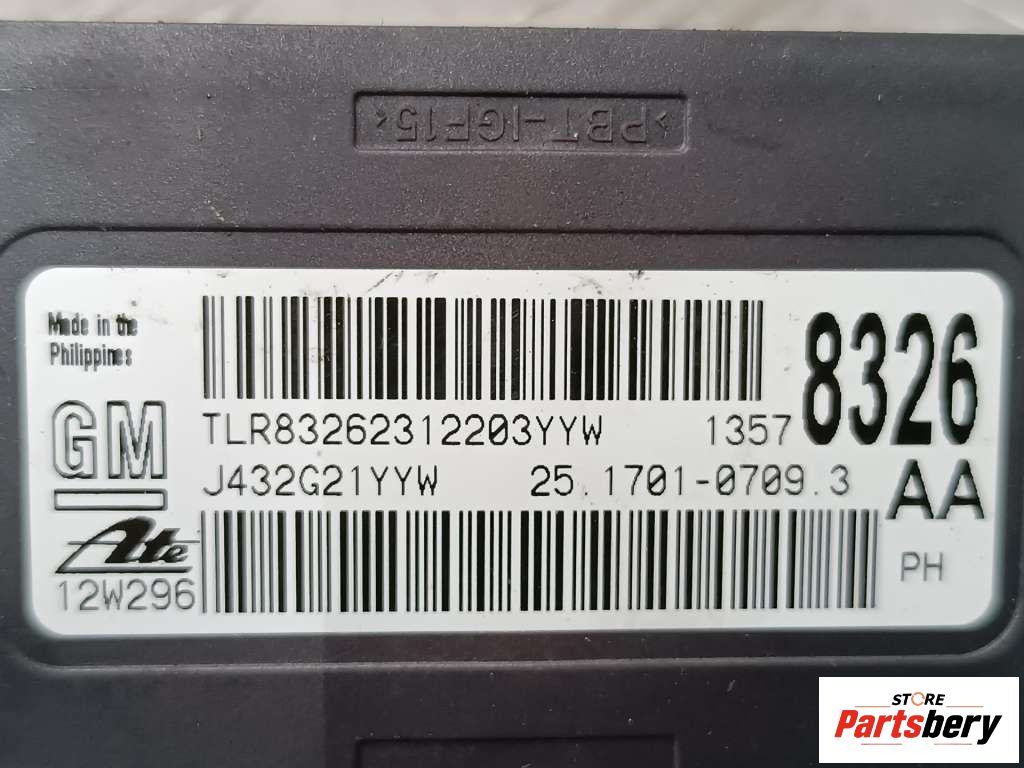 >PBT-IGF15<
Made in the
Philippines
GM
Ate
12W296
TLR83262312203YYW 1357 8326
J432G21YYW 25.1701-0709.3 AA
PH
STORE
Partsbery